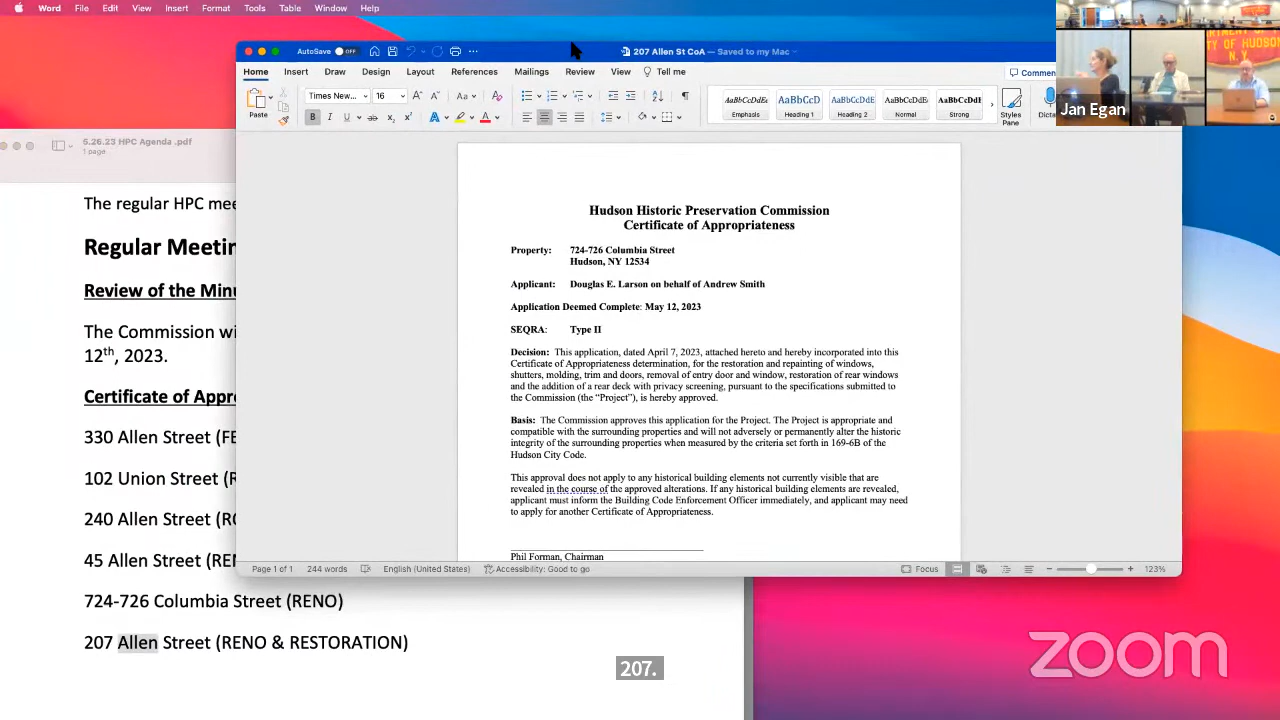 Word File Edit View Insert Format Tools Table Window Help
AutoSave OFF
207 Allen St CoA — Saved to my Mac
Home Insert Draw Design Layout References Mailings Review View Tell me
Commen
Paste
Times New... 16
AaBbCcDdEe AaBbCcD AaBbCcDdE AaBbCcDdE AaBbCcDdI
Emphasis Heading 1 Heading 2 Normal Strong
Styles
Pane
Dicta
Jan Egan
CITY OF HUDSON
N.Y.
5.26.23 HPC Agenda .pdf
1 page
The regular HPC mee
Regular Meetin
Review of the Minu
The Commission wi
12th, 2023.
Certificate of Appro
330 Allen Street (FE
102 Union Street (R
240 Allen Street (RO
45 Allen Street (REN
724-726 Columbia Street (RENO)
207 Allen Street (RENO & RESTORATION)
Hudson Historic Preservation Commission
Certificate of Appropriateness
Property: 724-726 Columbia Street
Hudson, NY 12534
Applicant: Douglas E. Larson on behalf of Andrew Smith
Application Deemed Complete: May 12, 2023
SEQRA: Type II
Decision: This application, dated April 7, 2023, attached hereto and hereby incorporated into this
Certificate of Appropriateness determination, for the restoration and repainting of windows,
shutters, molding, trim and doors, removal of entry door and window, restoration of rear windows
and the addition of a rear deck with privacy screening, pursuant to the specifications submitted to
the Commission (the “Project”), is hereby approved.
Basis: The Commission approves this application for the Project. The Project is appropriate and
compatible with the surrounding properties and will not adversely or permanently alter the historic
integrity of the surrounding properties when measured by the criteria set forth in 169-6B of the
Hudson City Code.
This approval does not apply to any historical building elements not currently visible that are
revealed in the course of the approved alterations. If any historical building elements are revealed,
applicant must inform the Building Code Enforcement Officer immediately, and applicant may need
to apply for another Certificate of Appropriateness.
Phil Forman, Chairman
Page 1 of 1 244 words English (United States) Accessibility: Good to go Focus 123%
207.
zoom